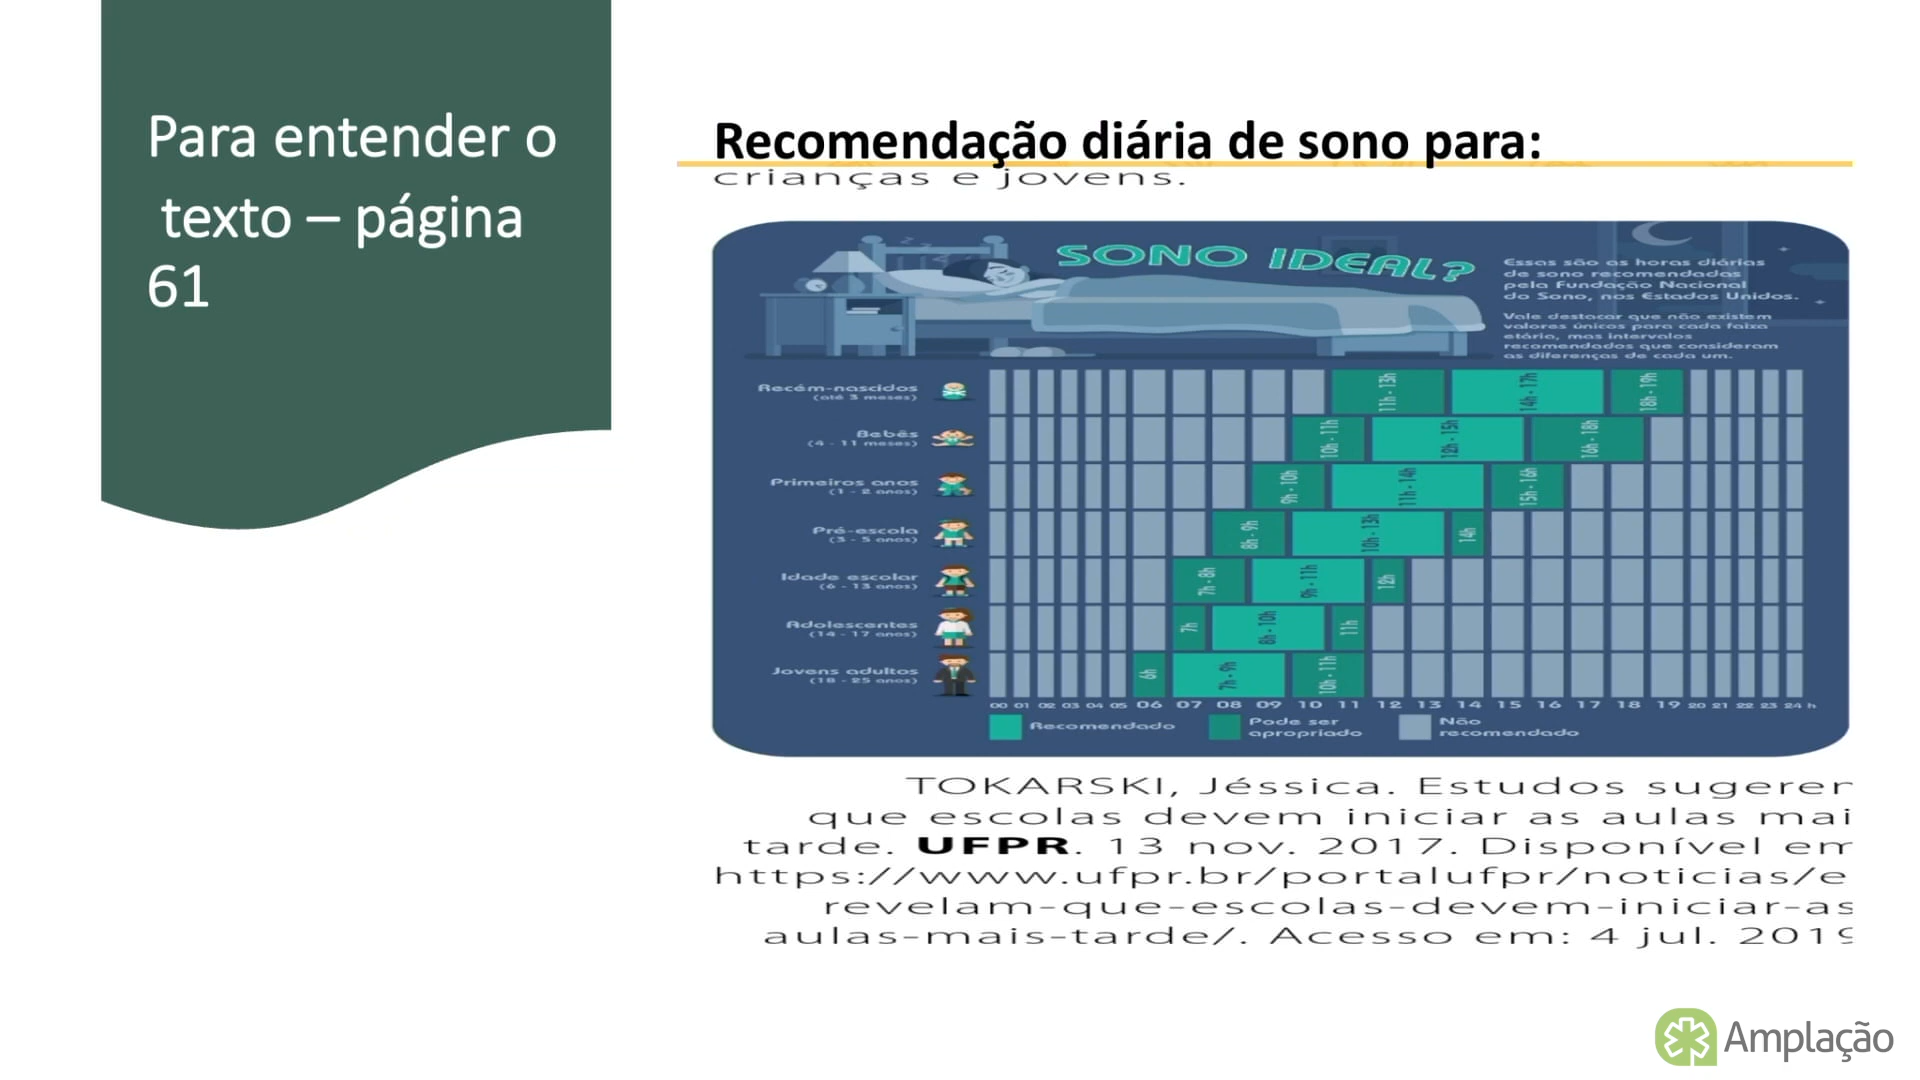 Para entender o
texto – página
61
Recomendação diária de sono para:
crianças e jovens.
SONO IDEAL?
Essas são as horas diárias
de sono recomendadas
pela Fundação Nacional
do Sono, nos Estados Unidos.
Vale destacar que não existem
valores únicos para cada faixa
etária, mas intervalos
recomendados que consideram
as diferenças de cada um.
Recém-nascidos
(até 3 meses)
11h - 13h
14h - 17h
18h - 19h
Bebês
(4 - 11 meses)
10h - 11h
12h - 15h
16h - 18h
Primeiros anos
(1 - 2 anos)
9h - 10h
11h - 14h
15h - 16h
Pré-escola
(3 - 5 anos)
8h - 9h
10h - 13h
14h
Idade escolar
(6 - 13 anos)
7h - 8h
9h - 11h
12h
Adolescentes
(14 - 17 anos)
7h
8h - 10h
11h
Jovens adultos
(18 - 25 anos)
6h
7h - 9h
10h - 11h
00 01 02 03 04 05 06 07 08 09 10 11 12 13 14 15 16 17 18 19 20 21 22 23 24 h
Recomendado
Pode ser
apropriado
Não
recomendado
TOKARSKI, Jéssica. Estudos sugerem
que escolas devem iniciar as aulas mai
tarde. UFPR. 13 nov. 2017. Disponível em
https://www.ufpr.br/portalufpr/noticias/e
revelam-que-escolas-devem-iniciar-as
aulas-mais-tarde/. Acesso em: 4 jul. 2019
Amplação